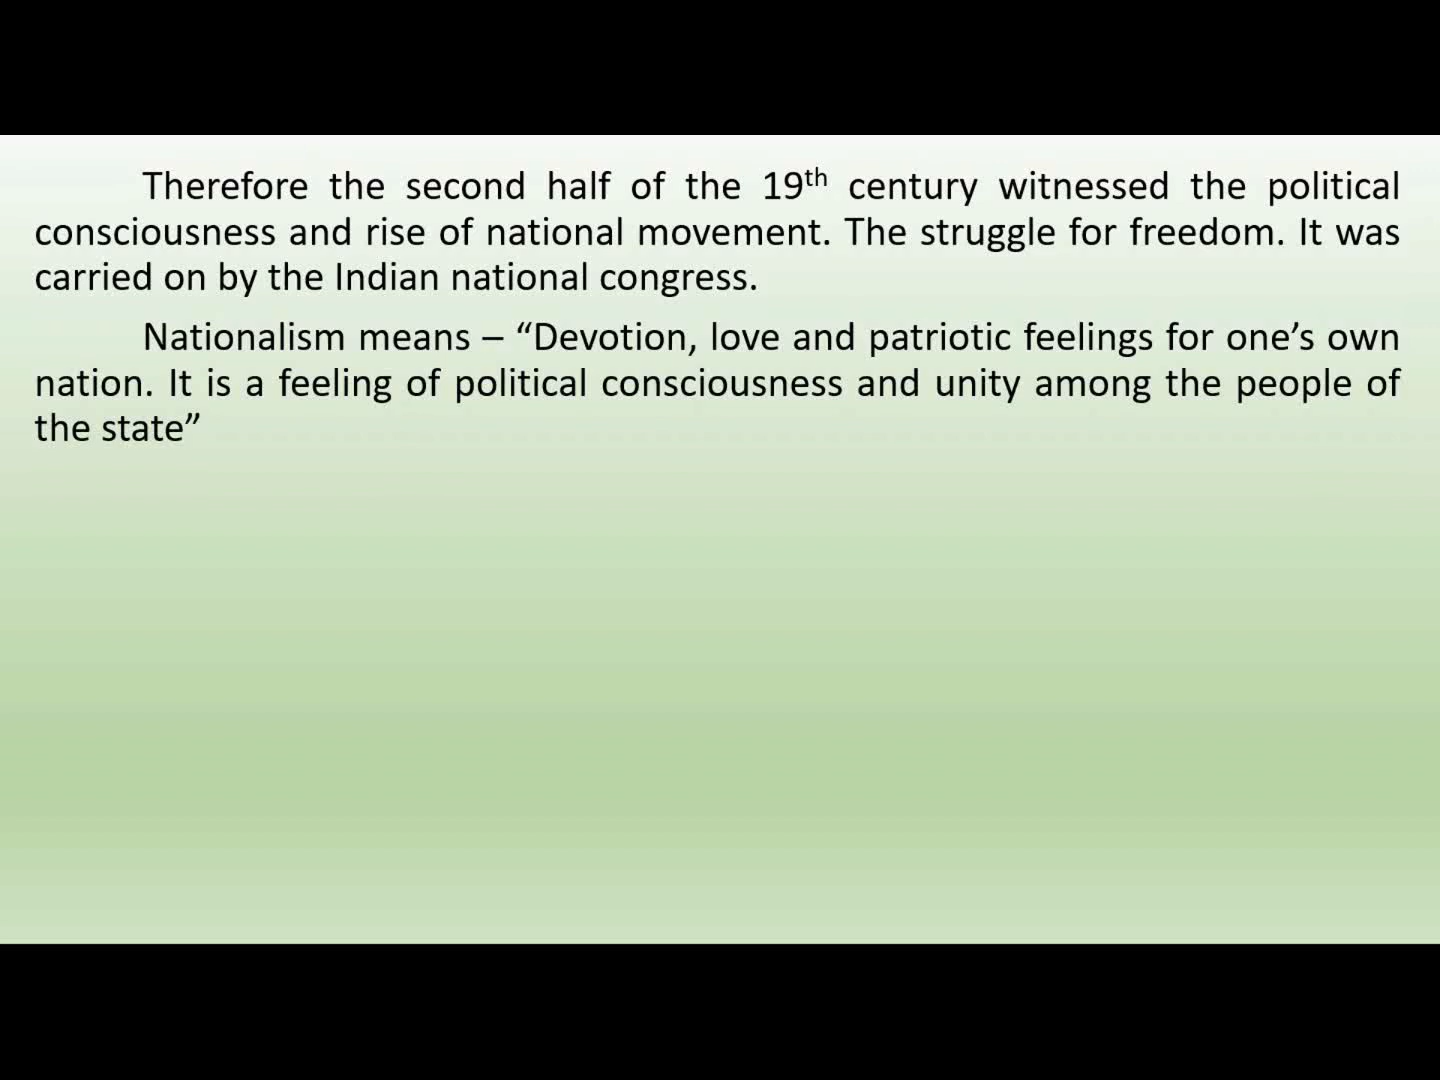 Therefore the second half of the 19th century witnessed the political
consciousness and rise of national movement. The struggle for freedom. It was
carried on by the Indian national congress.
Nationalism means – “Devotion, love and patriotic feelings for one’s own
nation. It is a feeling of political consciousness and unity among the people of
the state”